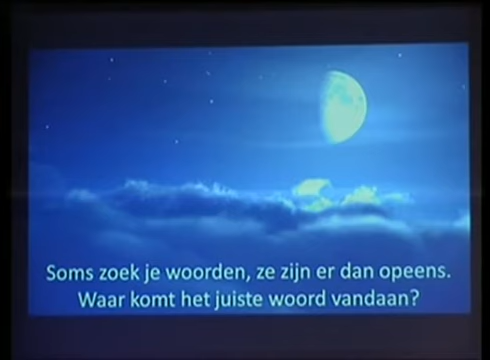 Soms zoek je woorden, ze zijn er dan opeens.
Waar komt het juiste woord vandaan?